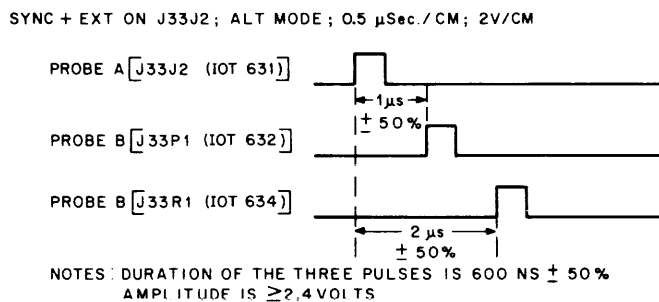 SYNC + EXT ON J33J2; ALT MODE; 0.5 µSec./CM; 2V/CM
PROBE A [J33J2 (IOT 631)]
1µs
± 50%
PROBE B [J33P1 (IOT 632)]
PROBE B [J33R1 (IOT 634)]
2 µs
± 50%
NOTES: DURATION OF THE THREE PULSES IS 600 NS ± 50%
AMPLITUDE IS ≥2,4 VOLTS